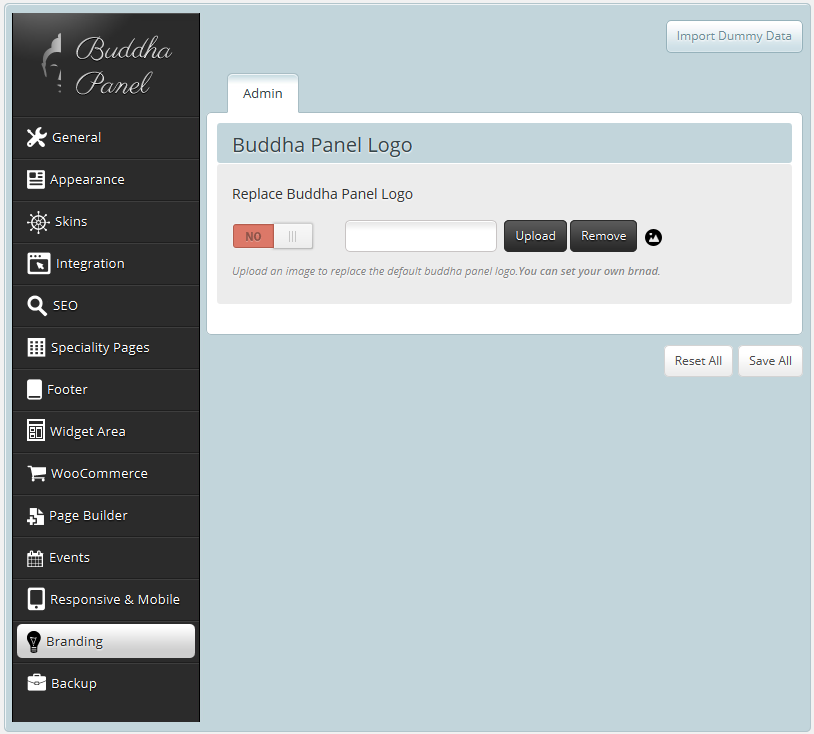 Buddha
Panel
General
Appearance
Skins
Integration
SEO
Speciality Pages
Footer
Widget Area
WooCommerce
Page Builder
Events
Responsive & Mobile
Branding
Backup
Import Dummy Data
Admin
Buddha Panel Logo
Replace Buddha Panel Logo
NO
Upload
Remove
Upload an image to replace the default buddha panel logo.You can set your own brnad.
Reset All
Save All